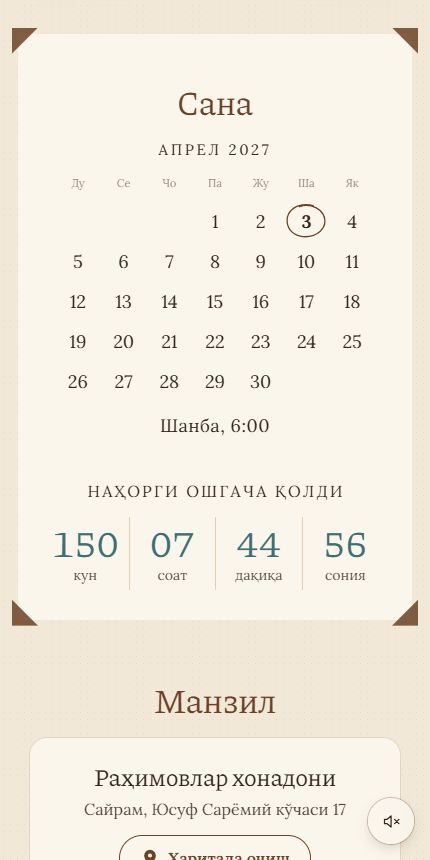 Сана
АПРЕЛ 2027
Ду Се Чо Па Жу Ша Як
1 2 3 4
5 6 7 8 9 10 11
12 13 14 15 16 17 18
19 20 21 22 23 24 25
26 27 28 29 30
Шанба, 6:00
НАҲОРГИ ОШГАЧА ҚОЛДИ
150 07 44 56
кун соат дақиқа сония
Манзил
Раҳимовлар хонадони
Сайрам, Юсуф Сарёмий кўчаси 17
Харитада очиш